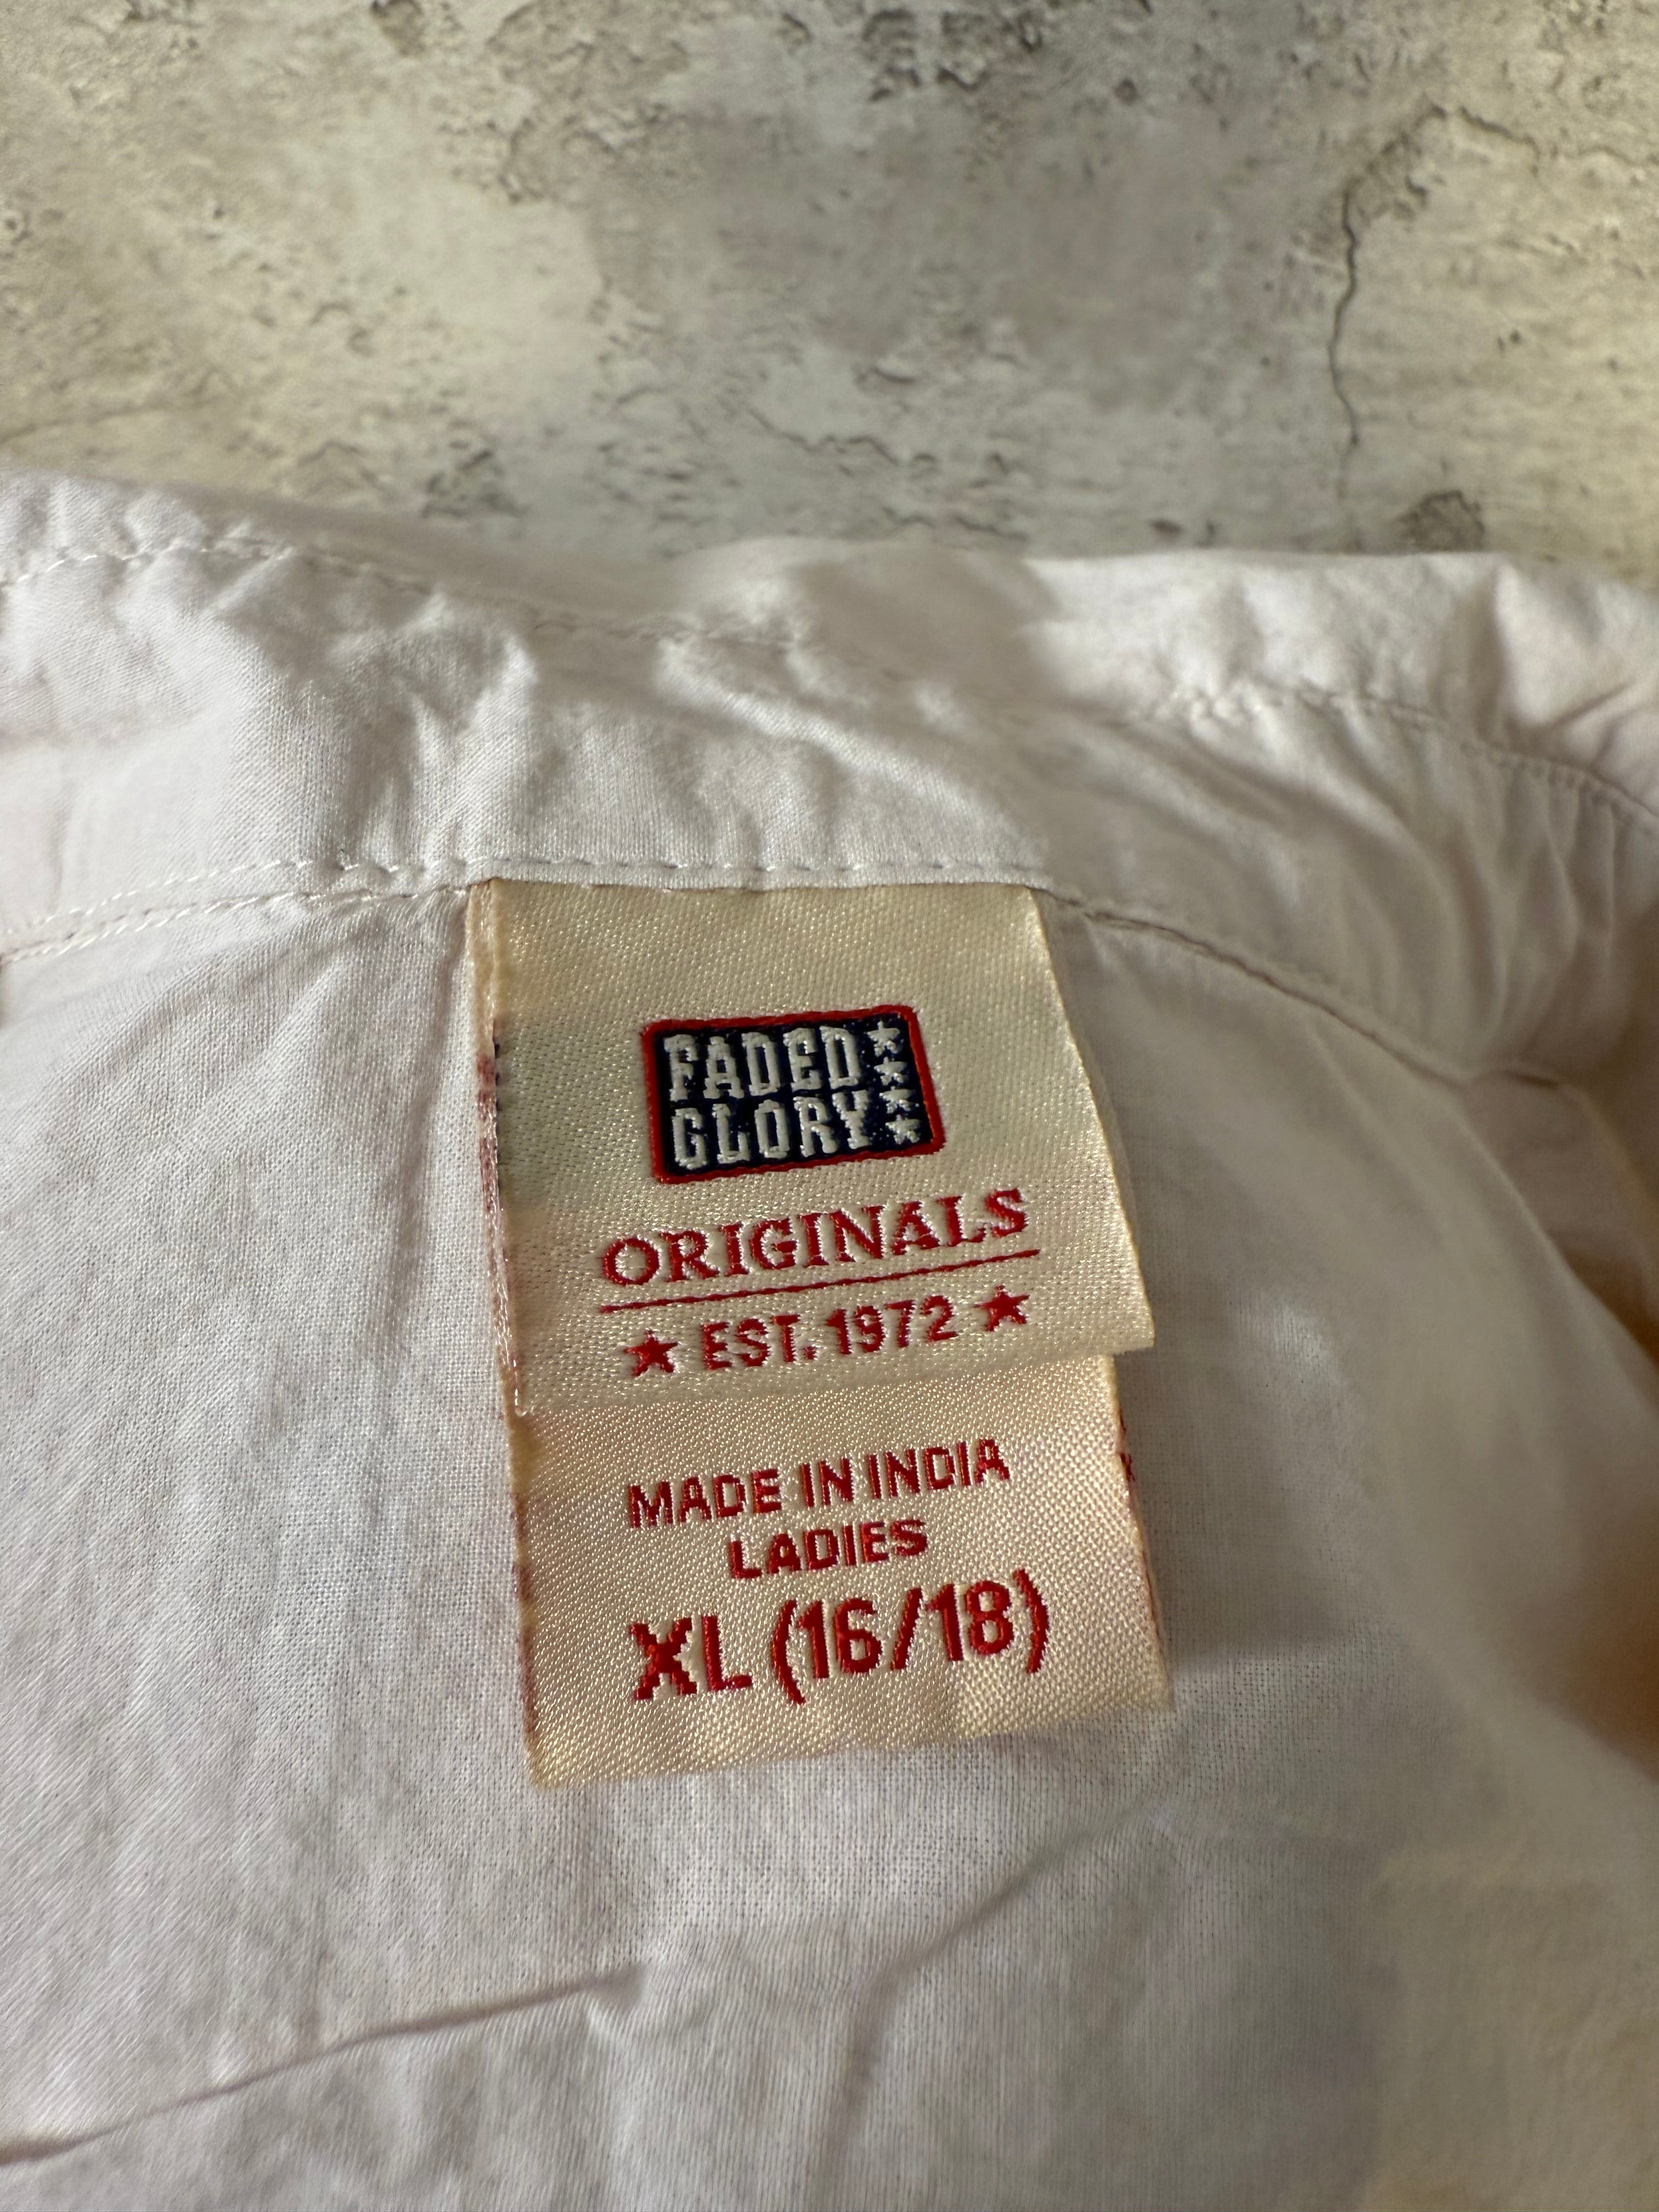 FADED
GLORY
ORIGINALS
EST. 1972
MADE IN INDIA
LADIES
XL (16/18)